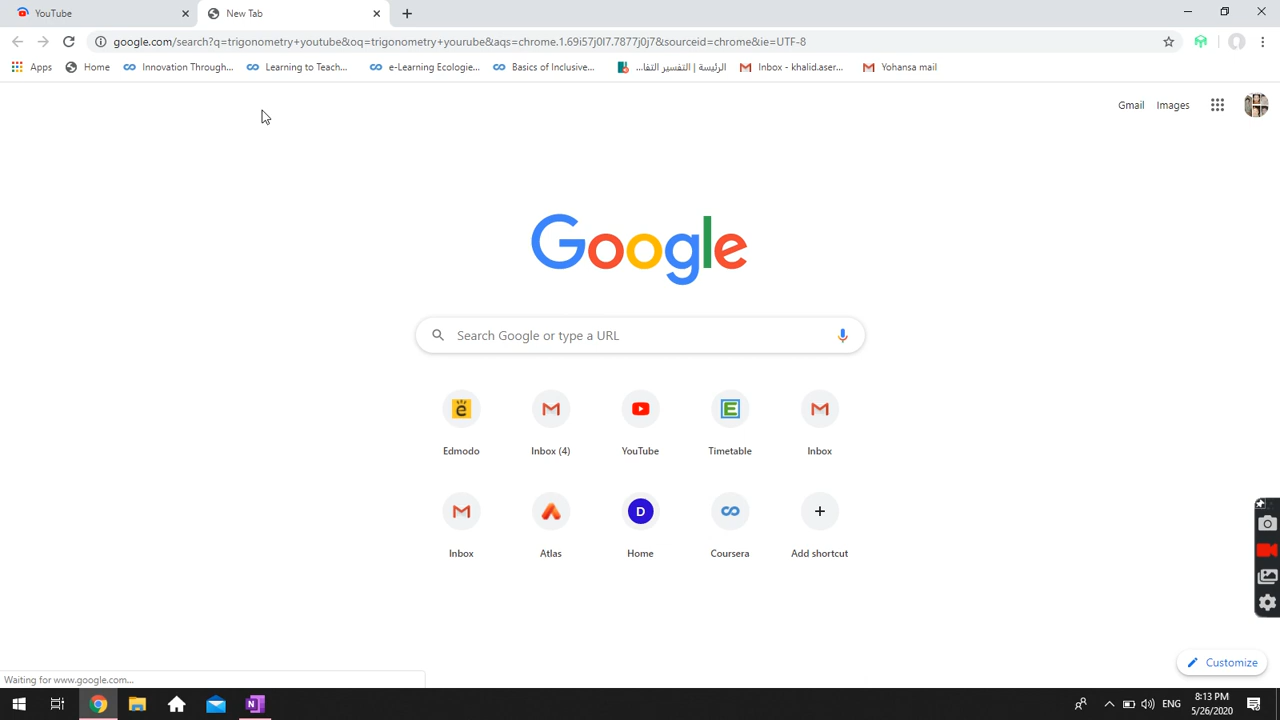 YouTube
New Tab
google.com/search?q=trigonometry+youtube&oq=trigonometry+yourube&aqs=chrome.1.69i57j0l7.7877j0j7&sourceid=chrome&ie=UTF-8
Apps
Home
Innovation Through...
Learning to Teach...
e-Learning Ecologie...
Basics of Inclusive...
الرئيسة | التفسير التفا...
Inbox - khalid.aser...
Yohansa mail
Gmail
Images
Google
Search Google or type a URL
Edmodo
Inbox (4)
YouTube
Timetable
Inbox
Inbox
Atlas
D
Home
Coursera
Add shortcut
Customize
Waiting for www.google.com...
ENG
8:13 PM
5/26/2020